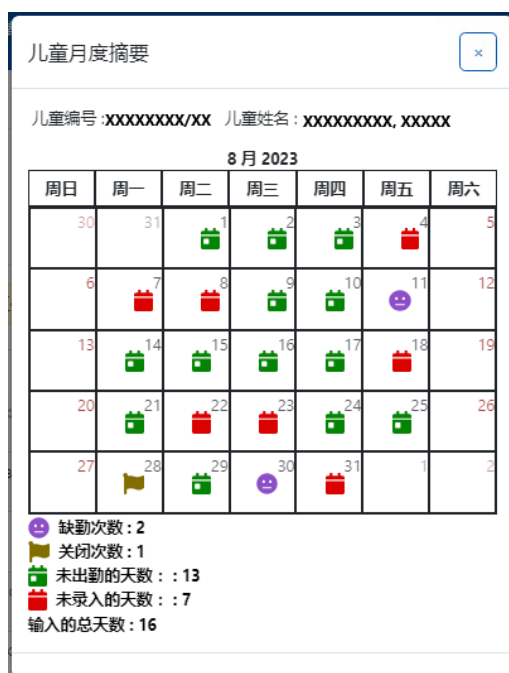 儿童月度摘要
×
儿童编号 :XXXXXXXX/XX 儿童姓名 : XXXXXXXXX, XXXXX
8 月 2023
周日 周一 周二 周三 周四 周五 周六
30 31 1 2 3 4 5
6 7 8 9 10 11 12
13 14 15 16 17 18 19
20 21 22 23 24 25 26
27 28 29 30 31 1 2
缺勤次数 : 2
关闭次数 : 1
未出勤的天数 : : 13
未录入的天数 : : 7
输入的总天数 : 16